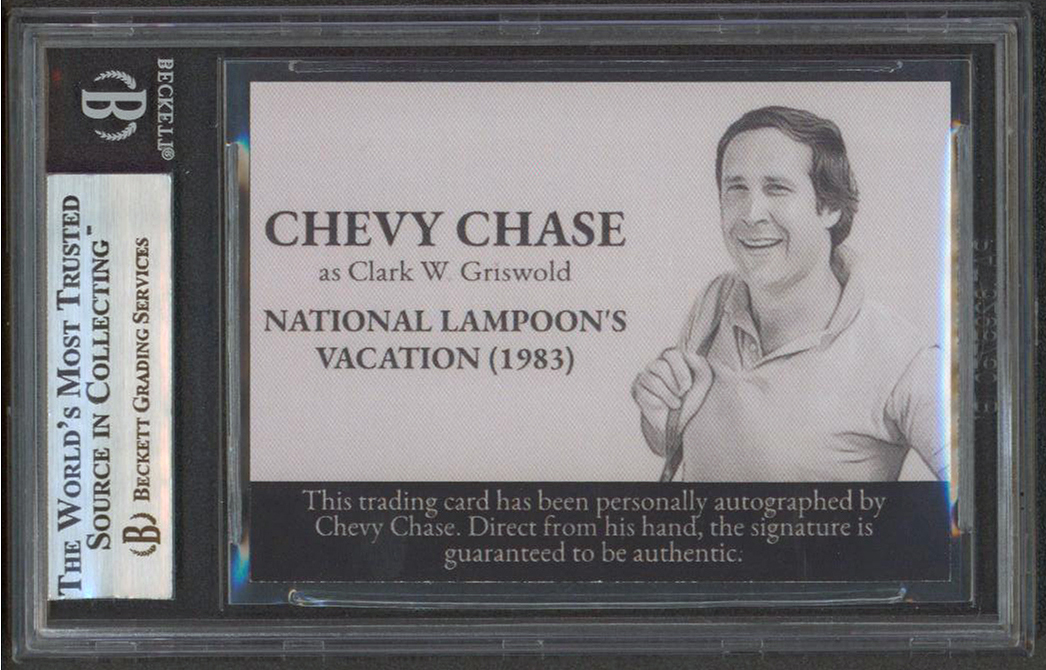 BECKETT®
THE WORLD'S MOST TRUSTED
SOURCE IN COLLECTING™
BECKETT GRADING SERVICES
CHEVY CHASE
as Clark W. Griswold
NATIONAL LAMPOON'S
VACATION (1983)
This trading card has been personally autographed by
Chevy Chase. Direct from his hand, the signature is
guaranteed to be authentic.